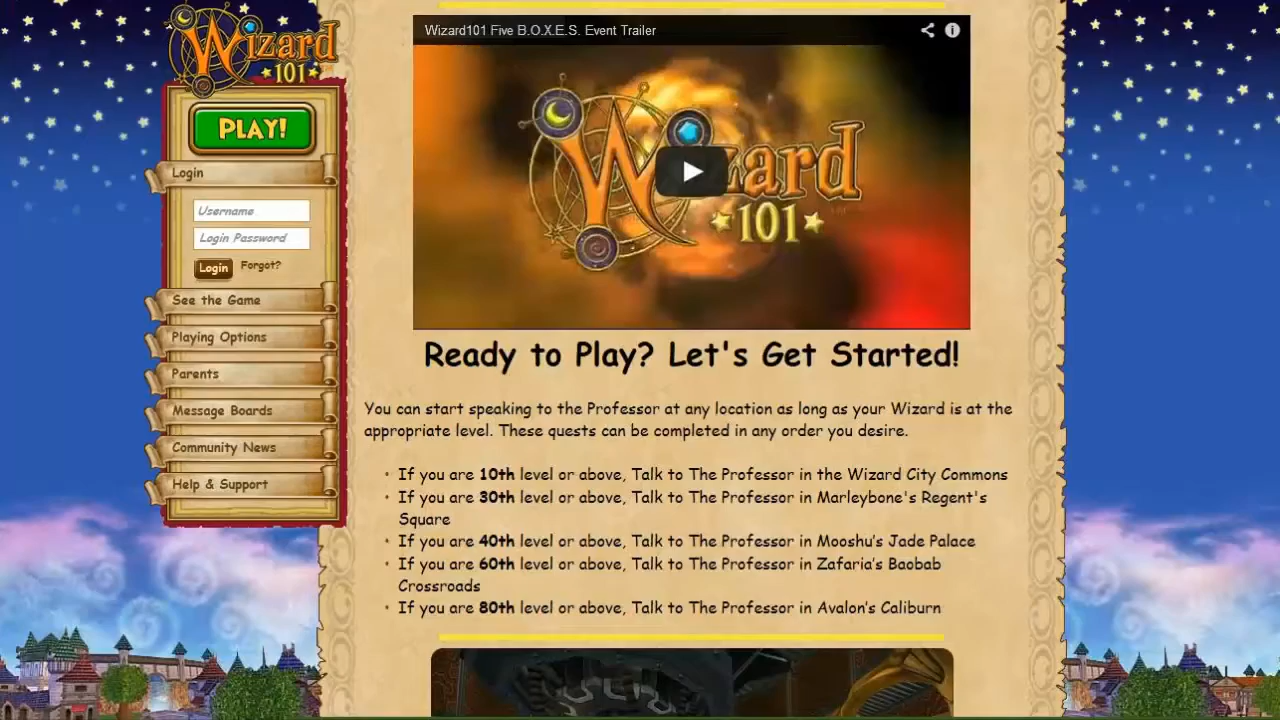 Wizard
101
PLAY!
Login
Username
Login Password
Login Forgot?
See the Game
Playing Options
Parents
Message Boards
Community News
Help & Support
Wizard101 Five B.O.X.E.S. Event Trailer
Wizard
101
Ready to Play? Let's Get Started!
You can start speaking to the Professor at any location as long as your Wizard is at the
appropriate level. These quests can be completed in any order you desire.
• If you are 10th level or above, Talk to The Professor in the Wizard City Commons
• If you are 30th level or above, Talk to The Professor in Marleybone's Regent's
Square
• If you are 40th level or above, Talk to The Professor in Mooshu's Jade Palace
• If you are 60th level or above, Talk to The Professor in Zafaria's Baobab
Crossroads
• If you are 80th level or above, Talk to The Professor in Avalon's Caliburn